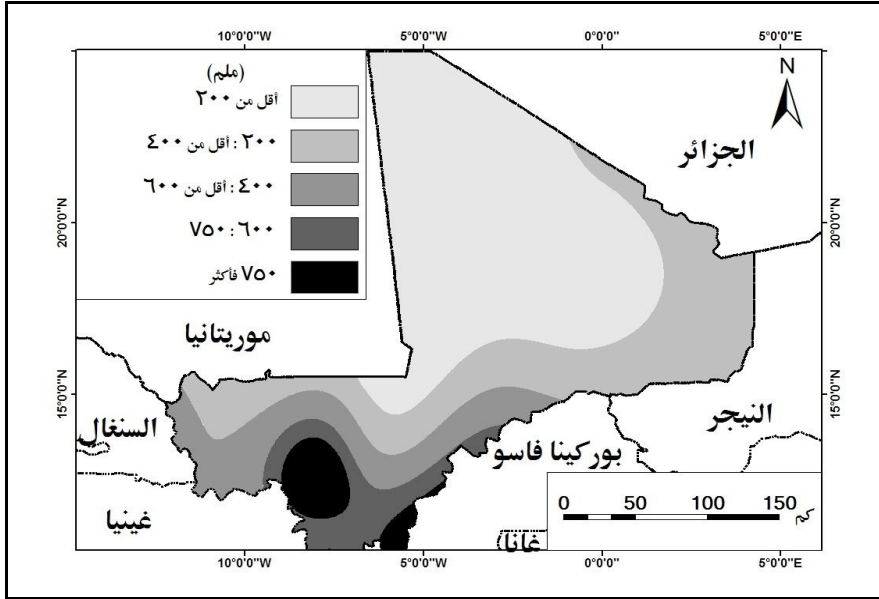 10°0'0"W 5°0'0"W 0°0'0" 5°0'0"E
(ملم)
أقل من ٢٠٠
٢٠٠ : أقل من ٤٠٠
٤٠٠ : أقل من ٦٠٠
٦٠٠ : ٧٥٠
٧٥٠ فأكثر
N
الجزائر
20°0'0"N 20°0'0"N
موريتانيا
15°0'0"N 15°0'0"N
السنغال
النيجر
بوركينا فاسو
غينيا
غانا
0 50 100 150
كم
10°0'0"W 5°0'0"W 0°0'0" 5°0'0"E